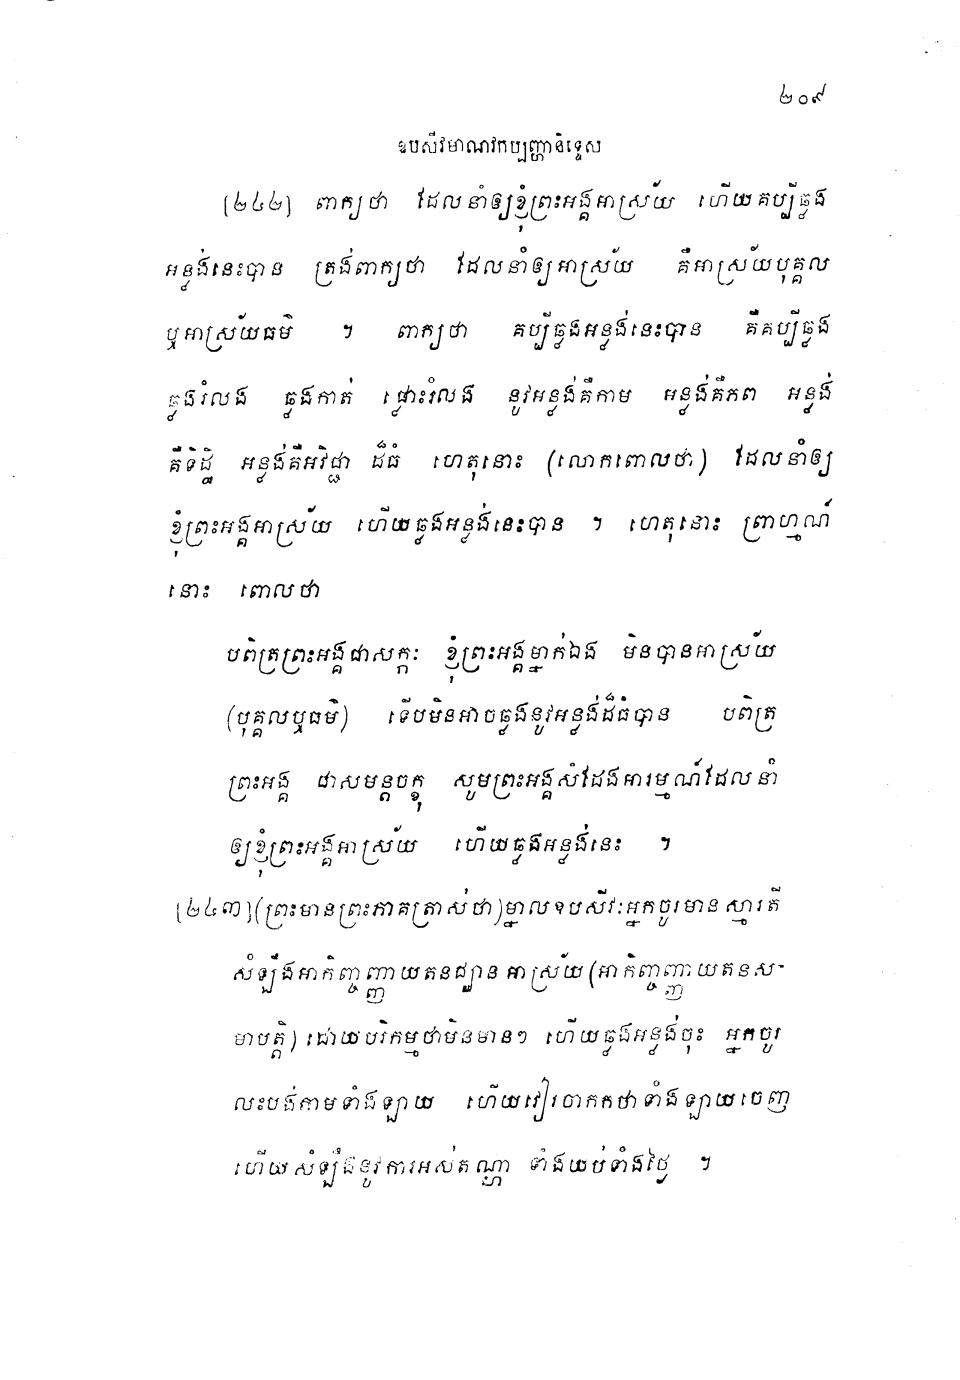 ២០៩
ឧបសីវមាណវកប្បញ្ហានិទ្ទេស
[២៤២] ពាក្យថា ដែលនាំឲ្យខ្ញុំព្រះអង្គអាស្រ័យ ហើយគប្បីឆ្លង
អន្លង់នេះបាន ត្រង់ពាក្យថា ដែលនាំឲ្យអាស្រ័យ គឺអាស្រ័យបុគ្គល
ឬអាស្រ័យធម៌ ។ ពាក្យថា គប្បីឆ្លងអន្លង់នេះបាន គឺគប្បីឆ្លង
ឆ្លងរំលង ឆ្លងកាត់ ផ្លោះរំលង នូវអន្លង់គឺកាម អន្លង់គឺភព អន្លង់
គឺទិដ្ឋិ អន្លង់គឺអវិជ្ជា ដ៏ធំ ហេតុនោះ (លោកពោលថា) ដែលនាំឲ្យ
ខ្ញុំព្រះអង្គអាស្រ័យ ហើយឆ្លងអន្លង់នេះបាន ។ ហេតុនោះ ព្រាហ្មណ៍
នោះ ពោលថា
បពិត្រព្រះអង្គជាសក្កៈ ខ្ញុំព្រះអង្គម្នាក់ឯង មិនបានអាស្រ័យ
(បុគ្គលឬធម៌) ទើបមិនអាចឆ្លងនូវអន្លង់ដ៏ធំបាន បពិត្រ
ព្រះអង្គ ជាសមន្តចក្ខុ សូមព្រះអង្គសំដែងអារម្មណ៍ដែលនាំ
ឲ្យខ្ញុំព្រះអង្គអាស្រ័យ ហើយឆ្លងអន្លង់នេះ ។
[២៤៣] (ព្រះមានព្រះភាគត្រាស់ថា) ម្នាលឧបសីវៈ អ្នកចូរមានស្មារតី
សំឡឹងអាកិញ្ចញ្ញាយតនជ្ឈាន អាស្រ័យ (អាកិញ្ចញ្ញាយតនស-
មាបត្តិ) ដោយបរិកម្មថាមិនមានៗ ហើយឆ្លងអន្លង់ចុះ អ្នកចូរ
លះបង់កាមទាំងឡាយ ហើយវៀរចាកកថាទាំងឡាយចេញ
ហើយសំឡឹងនូវការអស់តណ្ហា ទាំងយប់ទាំងថ្ងៃ ។